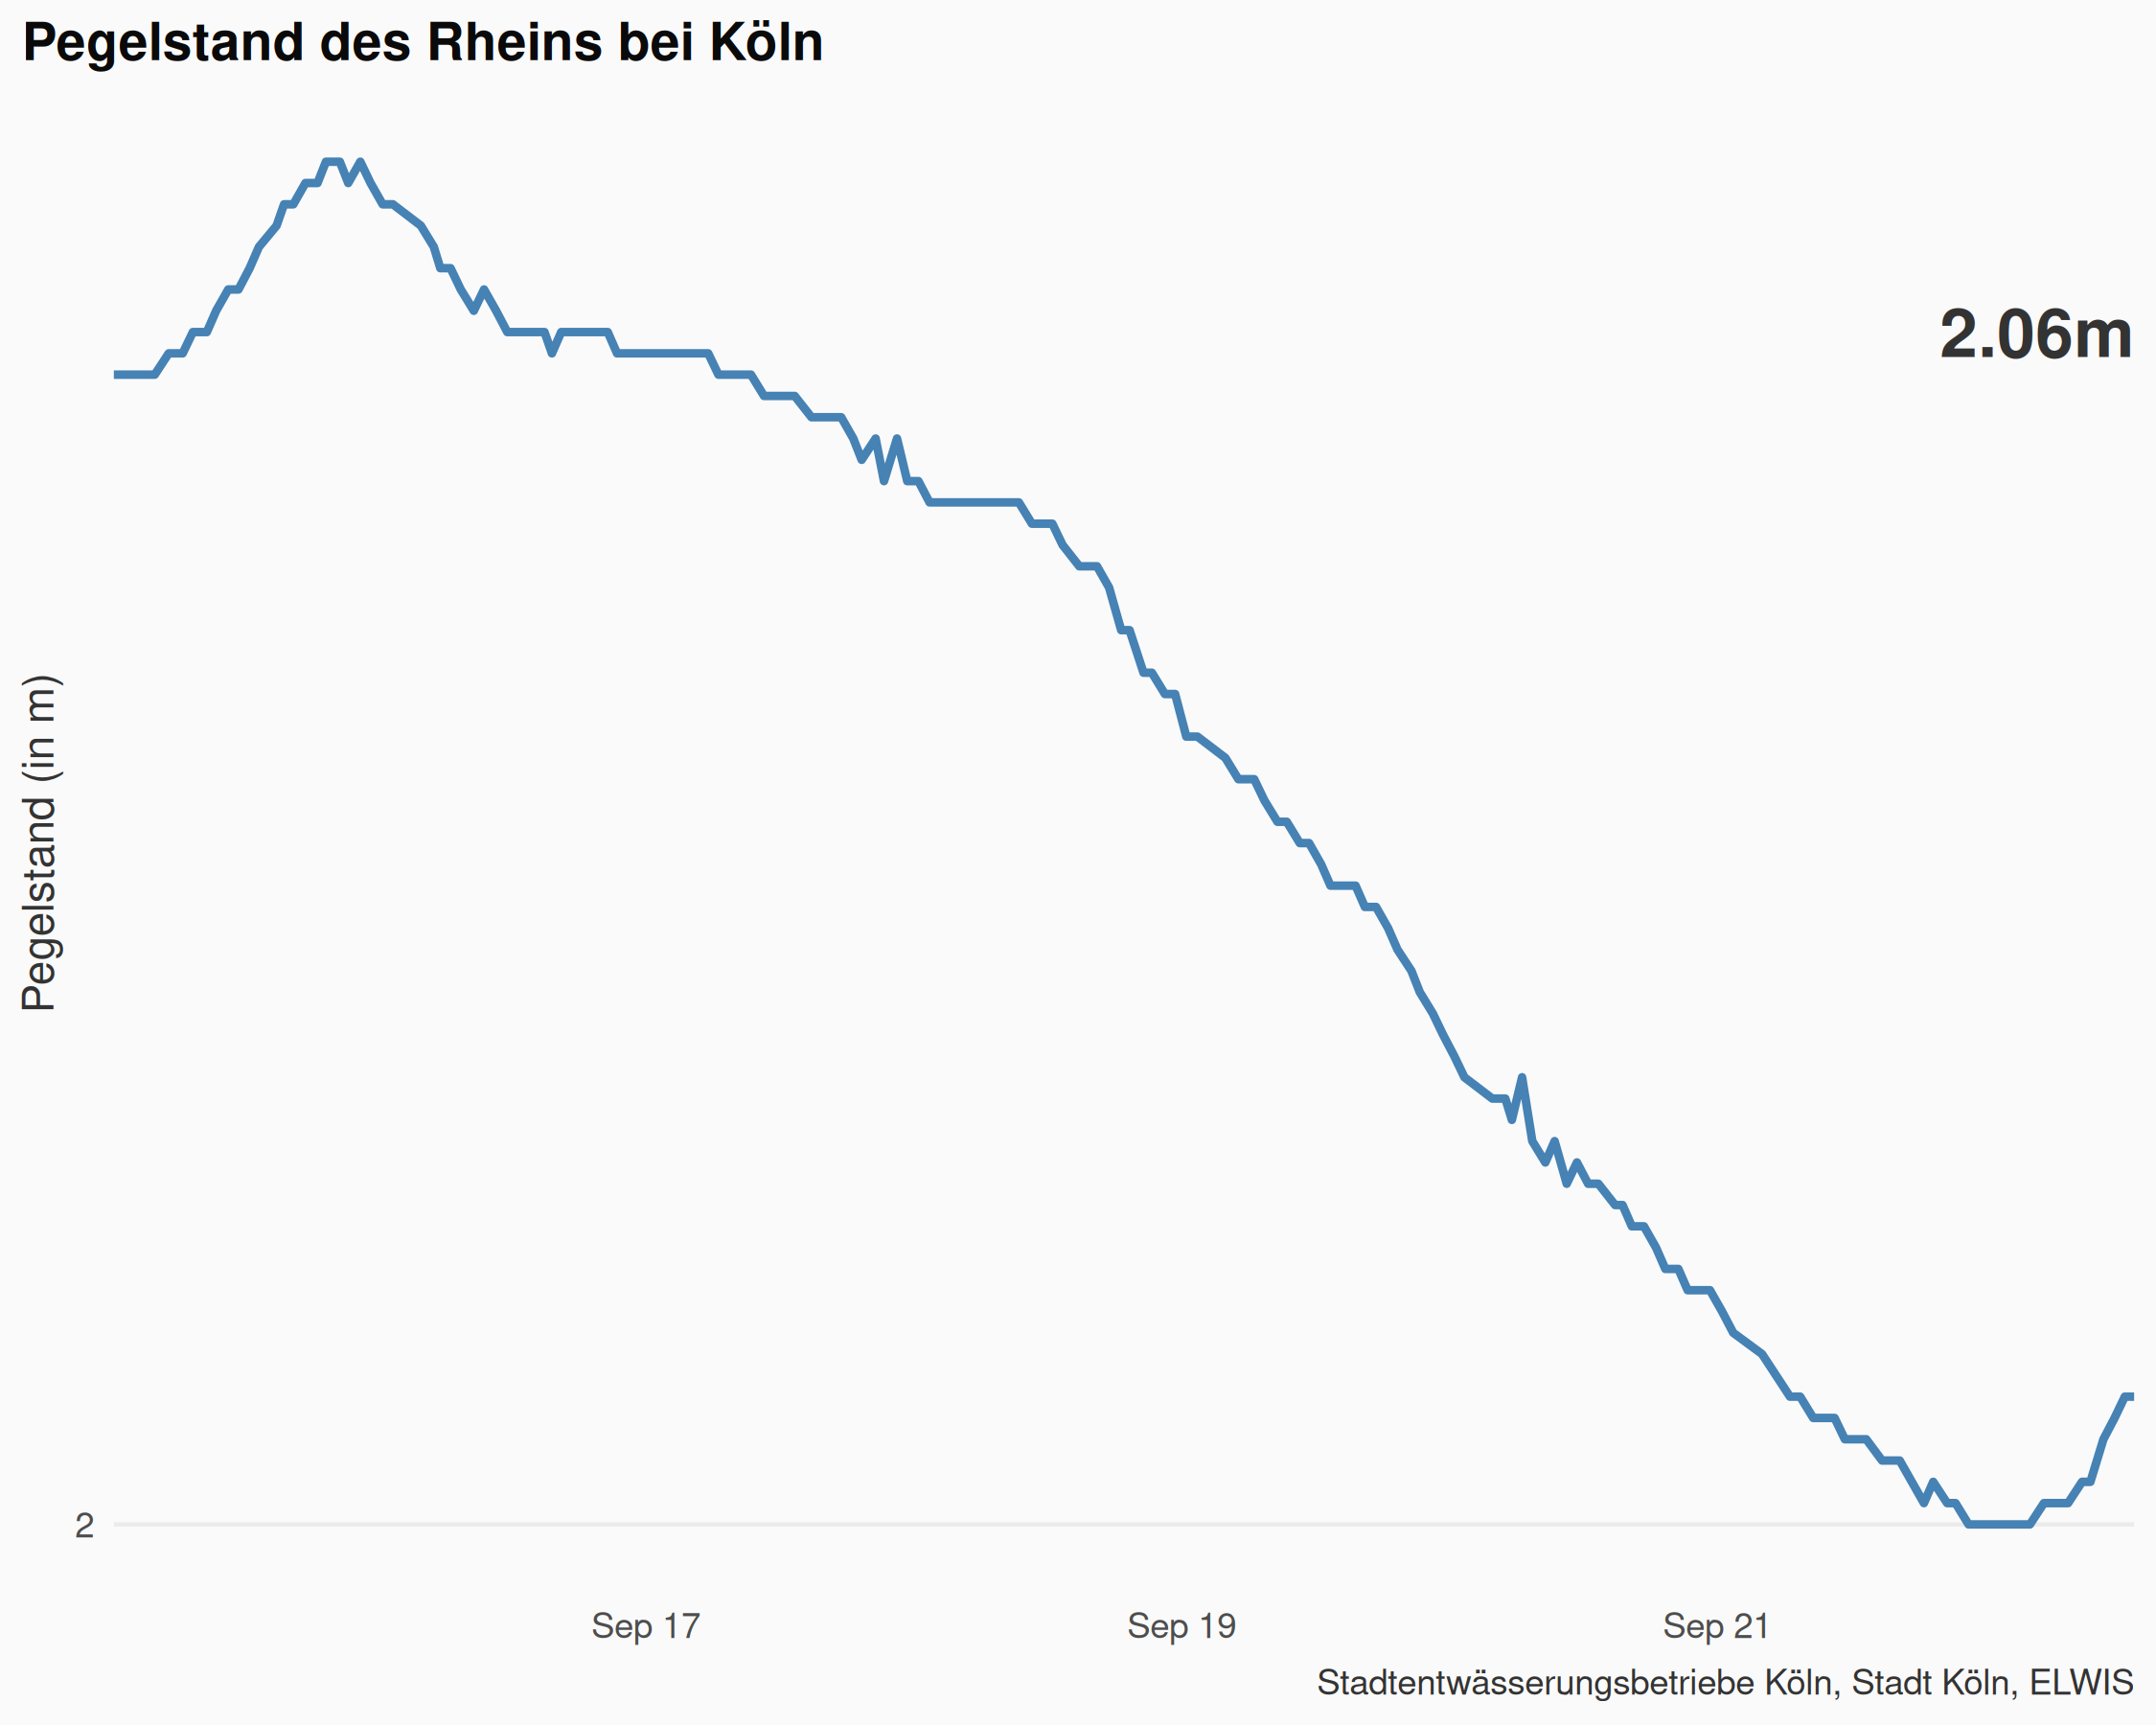 Pegelstand des Rheins bei Köln
2.06m
Pegelstand (in m)
2
Sep 17
Sep 19
Sep 21
Stadtentwässerungsbetriebe Köln, Stadt Köln, ELWIS